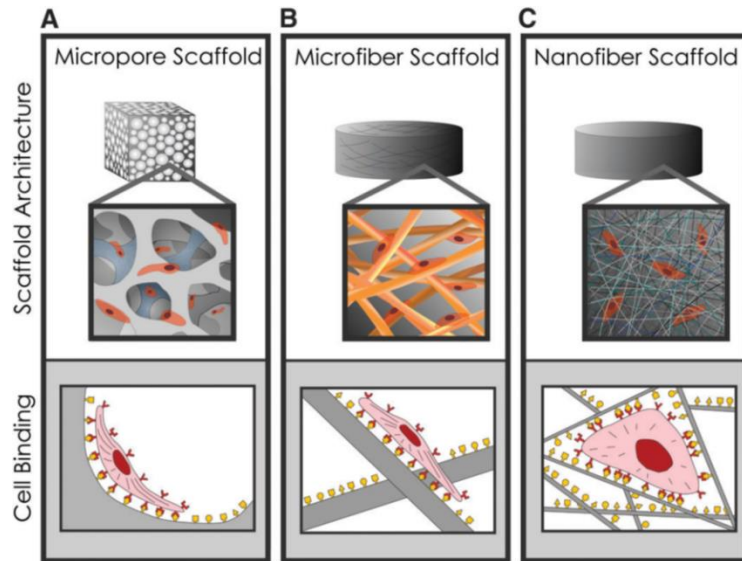 A
B
C
Micropore Scaffold
Microfiber Scaffold
Nanofiber Scaffold
Scaffold Architecture
Cell Binding